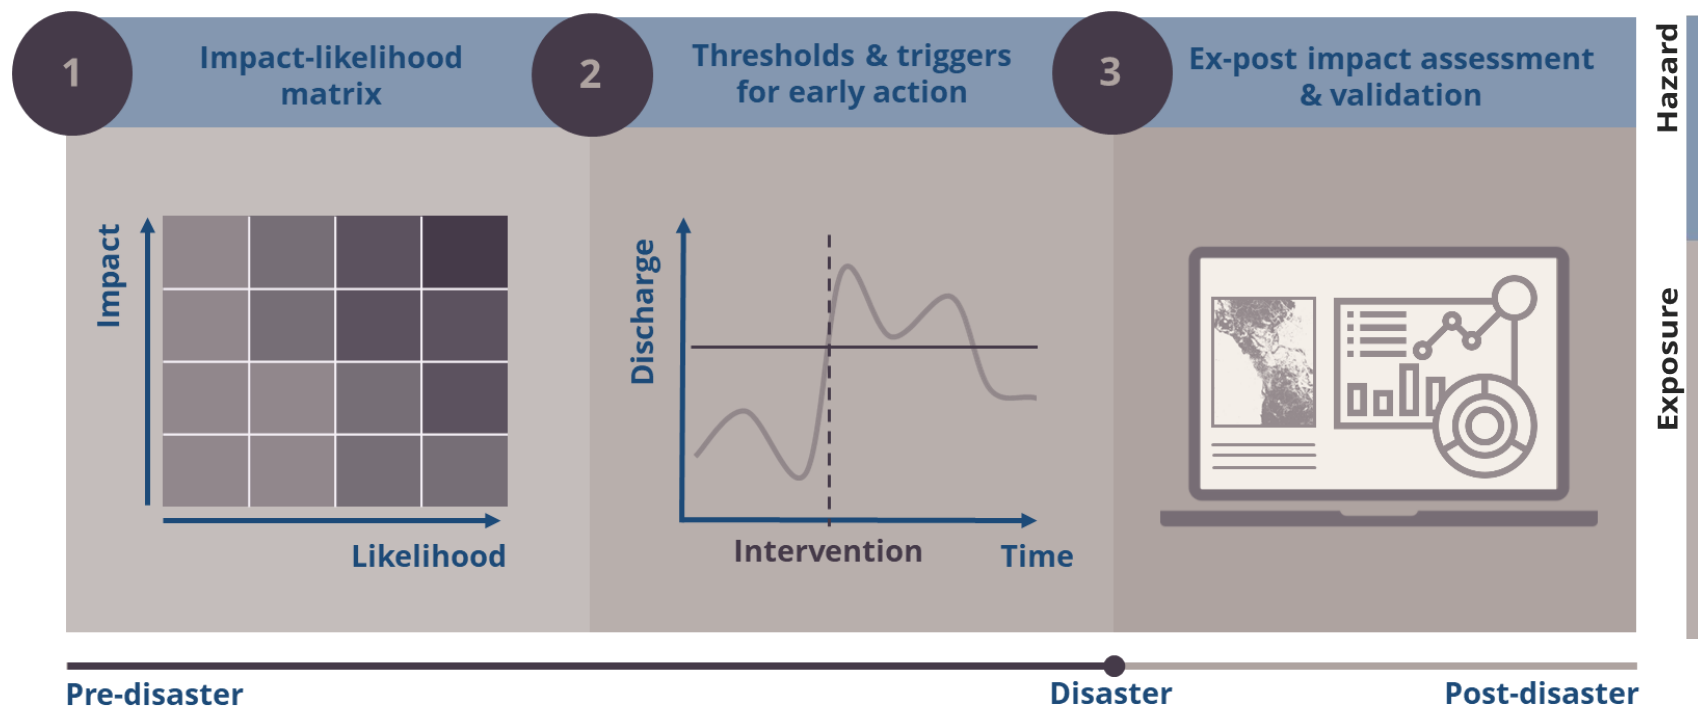 1
Impact-likelihood
matrix
2
Thresholds & triggers
for early action
3
Ex-post impact assessment
& validation
Hazard
Exposure
Impact
Likelihood
Discharge
Intervention
Time
Pre-disaster
Disaster
Post-disaster